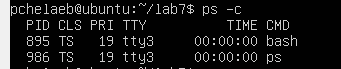 pchelaeb@ubuntu:~/lab7$ ps -c
PID CLS PRI TTY TIME CMD
895 TS 19 tty3 00:00:00 bash
986 TS 19 tty3 00:00:00 ps